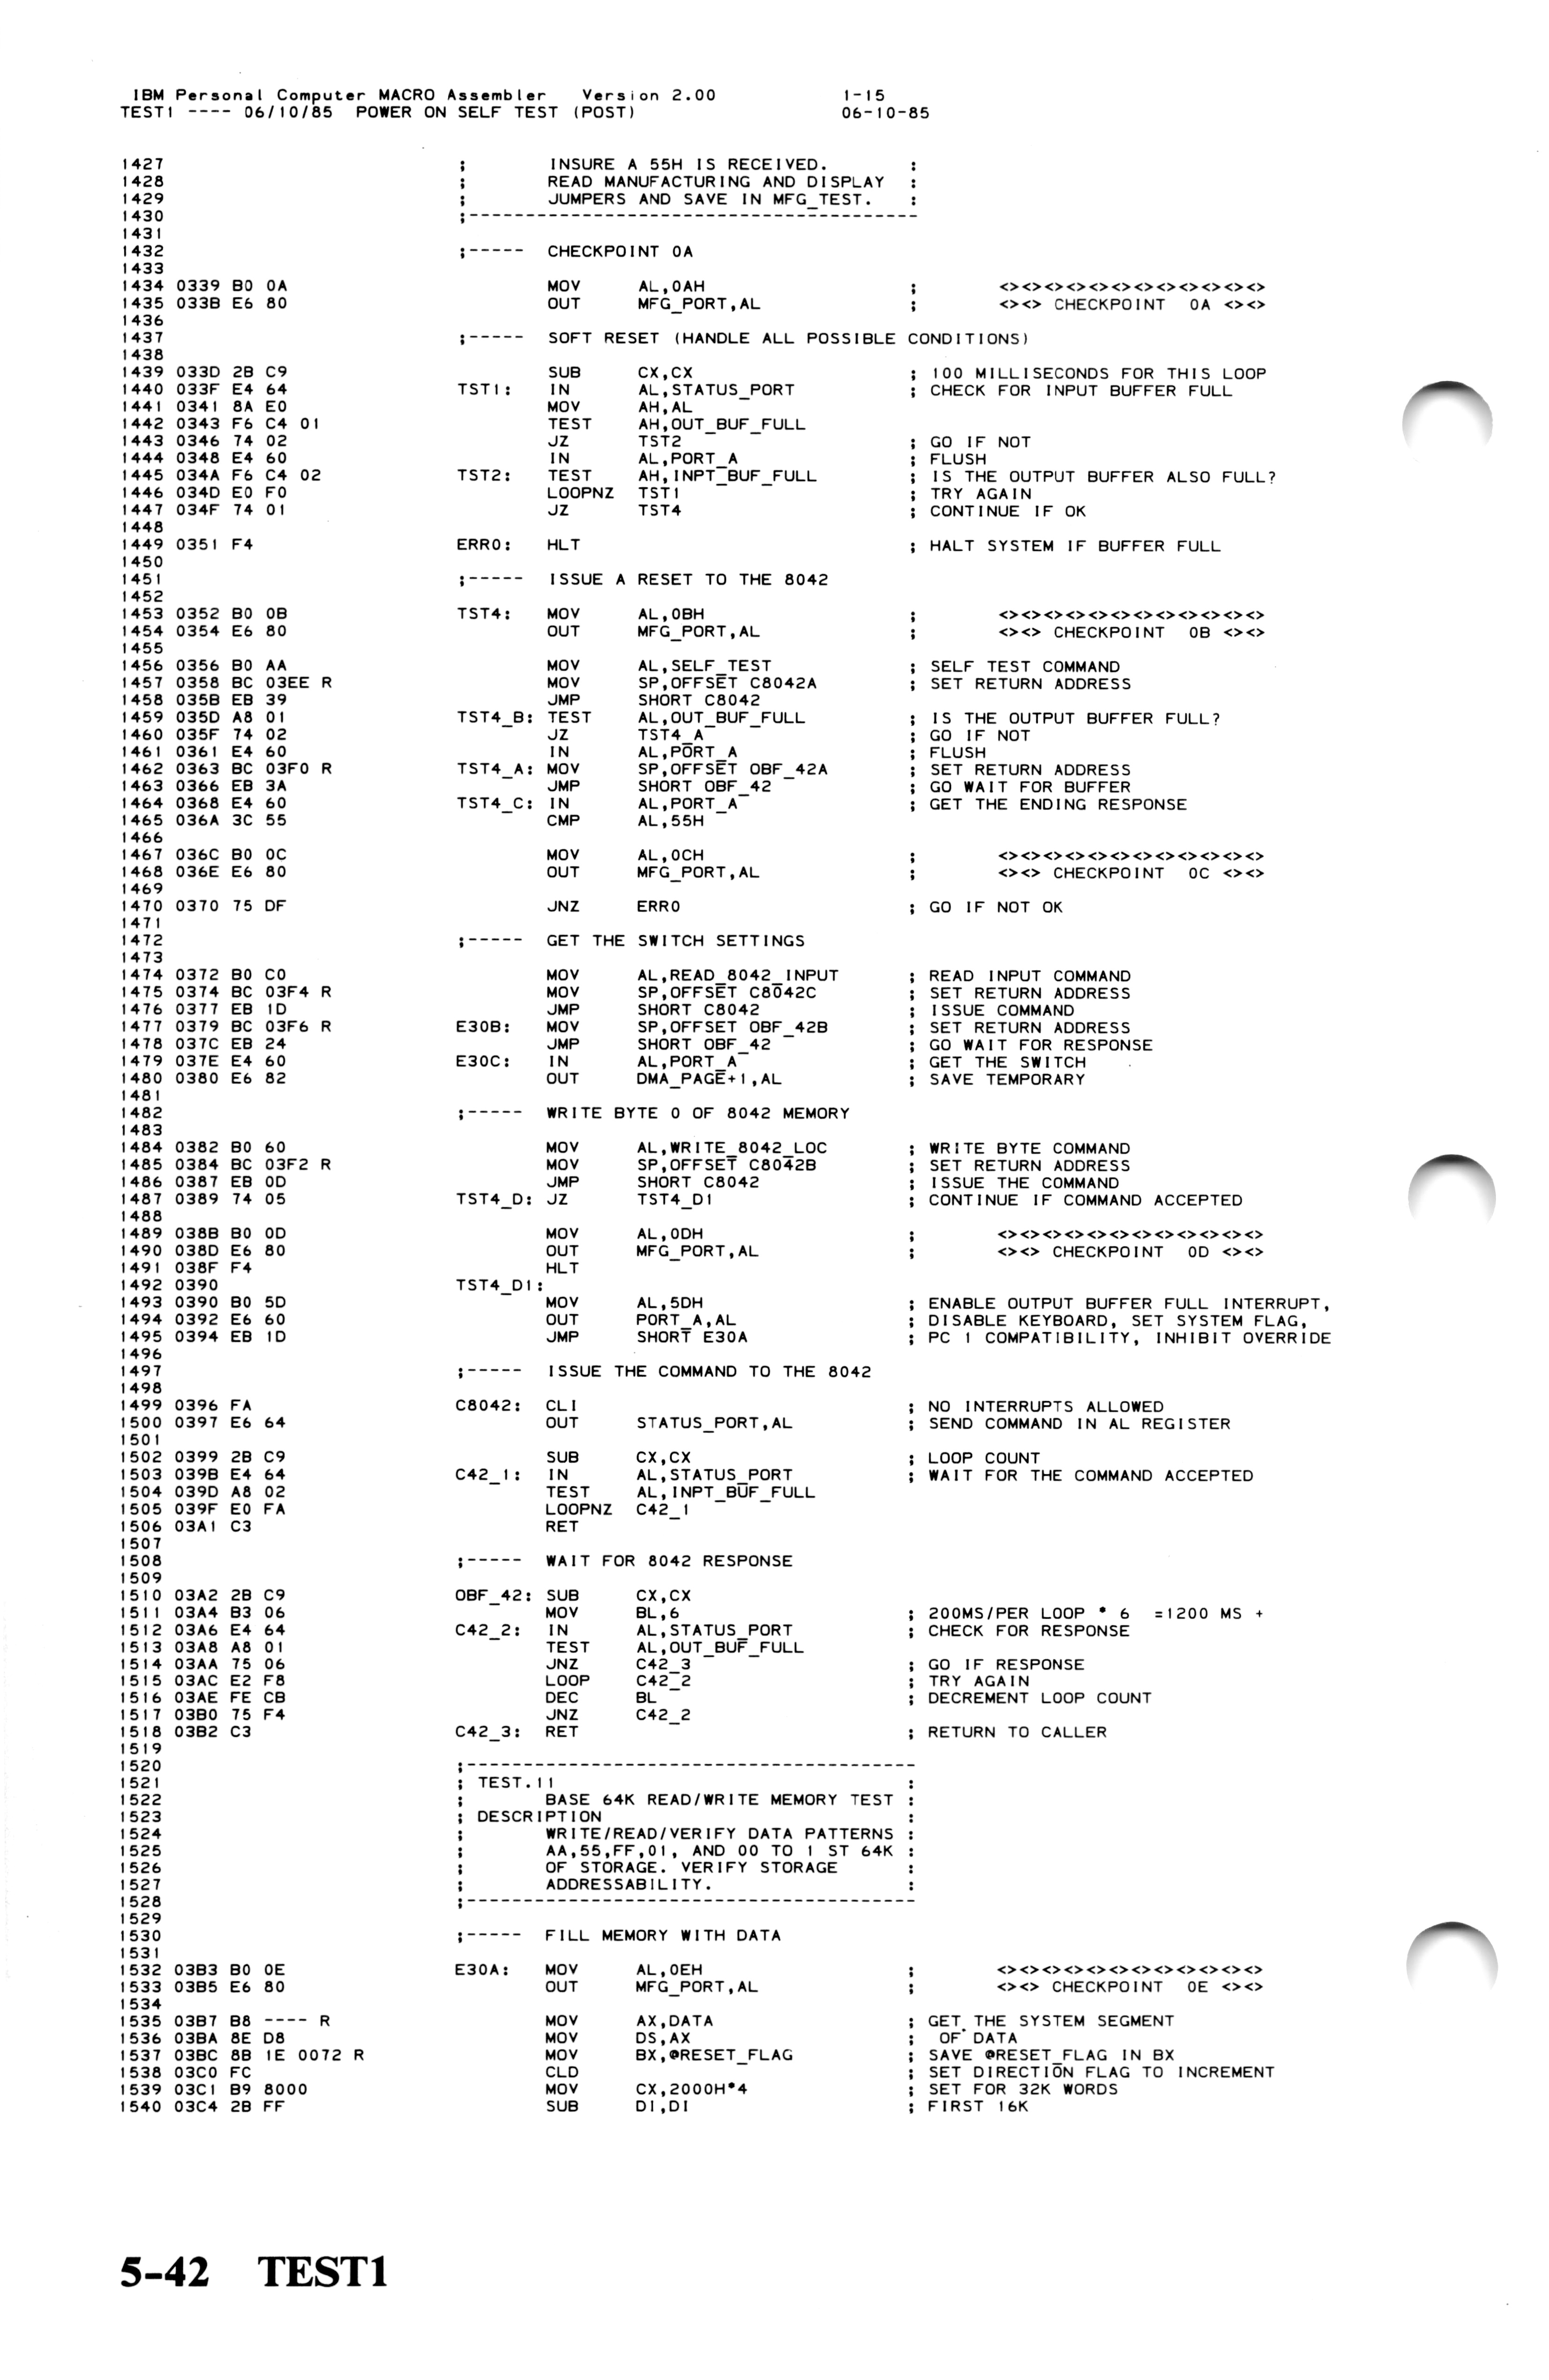 IBM Personal Computer MACRO Assembler   Version 2.00          1-15
TEST1 ---- 06/10/85  POWER ON SELF TEST (POST)                06-10-85
1427                    ;       INSURE A 55H IS RECEIVED.       :
1428                    ;       READ MANUFACTURING AND DISPLAY  :
1429                    ;       JUMPERS AND SAVE IN MFG_TEST.   :
1430                    ;----------------------------------------
1431
1432                    ;-----  CHECKPOINT 0A
1433
1434 0339 B0 0A                 MOV     AL,0AH          ;       <><><><><><><><><><><><>
1435 033B E6 80                 OUT     MFG_PORT,AL     ;       <><> CHECKPOINT  0A <><>
1436
1437                    ;-----  SOFT RESET (HANDLE ALL POSSIBLE CONDITIONS)
1438
1439 033D 2B C9                 SUB     CX,CX           ; 100 MILLISECONDS FOR THIS LOOP
1440 033F E4 64         TST1:   IN      AL,STATUS_PORT  ; CHECK FOR INPUT BUFFER FULL
1441 0341 8A E0                 MOV     AH,AL
1442 0343 F6 C4 01              TEST    AH,OUT_BUF_FULL
1443 0346 74 02                 JZ      TST2            ; GO IF NOT
1444 0348 E4 60                 IN      AL,PORT_A       ; FLUSH
1445 034A F6 C4 02      TST2:   TEST    AH,INPT_BUF_FULL ; IS THE OUTPUT BUFFER ALSO FULL?
1446 034D E0 F0                 LOOPNZ  TST1            ; TRY AGAIN
1447 034F 74 01                 JZ      TST4            ; CONTINUE IF OK
1448
1449 0351 F4            ERR0:   HLT                     ; HALT SYSTEM IF BUFFER FULL
1450
1451                    ;-----  ISSUE A RESET TO THE 8042
1452
1453 0352 B0 0B         TST4:   MOV     AL,0BH          ;       <><><><><><><><><><><><>
1454 0354 E6 80                 OUT     MFG_PORT,AL     ;       <><> CHECKPOINT  0B <><>
1455
1456 0356 B0 AA                 MOV     AL,SELF_TEST    ; SELF TEST COMMAND
1457 0358 BC 03EE R             MOV     SP,OFFSET C8042A ; SET RETURN ADDRESS
1458 035B EB 39                 JMP     SHORT C8042
1459 035D A8 01         TST4_B: TEST    AL,OUT_BUF_FULL ; IS THE OUTPUT BUFFER FULL?
1460 035F 74 02                 JZ      TST4_A          ; GO IF NOT
1461 0361 E4 60                 IN      AL,PORT_A       ; FLUSH
1462 0363 BC 03F0 R     TST4_A: MOV     SP,OFFSET OBF_42A ; SET RETURN ADDRESS
1463 0366 EB 3A                 JMP     SHORT OBF_42    ; GO WAIT FOR BUFFER
1464 0368 E4 60         TST4_C: IN      AL,PORT_A       ; GET THE ENDING RESPONSE
1465 036A 3C 55                 CMP     AL,55H
1466
1467 036C B0 0C                 MOV     AL,0CH          ;       <><><><><><><><><><><><>
1468 036E E6 80                 OUT     MFG_PORT,AL     ;       <><> CHECKPOINT  0C <><>
1469
1470 0370 75 DF                 JNZ     ERR0            ; GO IF NOT OK
1471
1472                    ;-----  GET THE SWITCH SETTINGS
1473
1474 0372 B0 C0                 MOV     AL,READ_8042_INPUT ; READ INPUT COMMAND
1475 0374 BC 03F4 R             MOV     SP,OFFSET C8042C ; SET RETURN ADDRESS
1476 0377 EB 1D                 JMP     SHORT C8042     ; ISSUE COMMAND
1477 0379 BC 03F6 R     E30B:   MOV     SP,OFFSET OBF_42B ; SET RETURN ADDRESS
1478 037C EB 24                 JMP     SHORT OBF_42    ; GO WAIT FOR RESPONSE
1479 037E E4 60         E30C:   IN      AL,PORT_A       ; GET THE SWITCH
1480 0380 E6 82                 OUT     DMA_PAGE+1,AL   ; SAVE TEMPORARY
1481
1482                    ;-----  WRITE BYTE 0 OF 8042 MEMORY
1483
1484 0382 B0 60                 MOV     AL,WRITE_8042_LOC ; WRITE BYTE COMMAND
1485 0384 BC 03F2 R             MOV     SP,OFFSET C8042B ; SET RETURN ADDRESS
1486 0387 EB 0D                 JMP     SHORT C8042     ; ISSUE THE COMMAND
1487 0389 74 05         TST4_D: JZ      TST4_D1         ; CONTINUE IF COMMAND ACCEPTED
1488
1489 038B B0 0D                 MOV     AL,0DH          ;       <><><><><><><><><><><><>
1490 038D E6 80                 OUT     MFG_PORT,AL     ;       <><> CHECKPOINT  0D <><>
1491 038F F4                    HLT
1492 0390               TST4_D1:
1493 0390 B0 5D                 MOV     AL,5DH          ; ENABLE OUTPUT BUFFER FULL INTERRUPT,
1494 0392 E6 60                 OUT     PORT_A,AL       ; DISABLE KEYBOARD, SET SYSTEM FLAG,
1495 0394 EB 1D                 JMP     SHORT E30A      ; PC 1 COMPATIBILITY, INHIBIT OVERRIDE
1496
1497                    ;-----  ISSUE THE COMMAND TO THE 8042
1498
1499 0396 FA            C8042:  CLI                     ; NO INTERRUPTS ALLOWED
1500 0397 E6 64                 OUT     STATUS_PORT,AL  ; SEND COMMAND IN AL REGISTER
1501
1502 0399 2B C9                 SUB     CX,CX           ; LOOP COUNT
1503 039B E4 64         C42_1:  IN      AL,STATUS_PORT  ; WAIT FOR THE COMMAND ACCEPTED
1504 039D A8 02                 TEST    AL,INPT_BUF_FULL
1505 039F E0 FA                 LOOPNZ  C42_1
1506 03A1 C3                    RET
1507
1508                    ;-----  WAIT FOR 8042 RESPONSE
1509
1510 03A2 2B C9         OBF_42: SUB     CX,CX
1511 03A4 B3 06                 MOV     BL,6            ; 200MS/PER LOOP * 6  =1200 MS +
1512 03A6 E4 64         C42_2:  IN      AL,STATUS_PORT  ; CHECK FOR RESPONSE
1513 03A8 A8 01                 TEST    AL,OUT_BUF_FULL
1514 03AA 75 06                 JNZ     C42_3           ; GO IF RESPONSE
1515 03AC E2 F8                 LOOP    C42_2           ; TRY AGAIN
1516 03AE FE CB                 DEC     BL              ; DECREMENT LOOP COUNT
1517 03B0 75 F4                 JNZ     C42_2
1518 03B2 C3            C42_3:  RET                     ; RETURN TO CALLER
1519
1520                    ;----------------------------------------
1521                    ; TEST.11                               :
1522                    ;       BASE 64K READ/WRITE MEMORY TEST :
1523                    ; DESCRIPTION                           :
1524                    ;       WRITE/READ/VERIFY DATA PATTERNS :
1525                    ;       AA,55,FF,01, AND 00 TO 1 ST 64K :
1526                    ;       OF STORAGE. VERIFY STORAGE      :
1527                    ;       ADDRESSABILITY.                 :
1528                    ;----------------------------------------
1529
1530                    ;-----  FILL MEMORY WITH DATA
1531
1532 03B3 B0 0E         E30A:   MOV     AL,0EH          ;       <><><><><><><><><><><><>
1533 03B5 E6 80                 OUT     MFG_PORT,AL     ;       <><> CHECKPOINT  0E <><>
1534
1535 03B7 B8 ---- R             MOV     AX,DATA         ; GET THE SYSTEM SEGMENT
1536 03BA 8E D8                 MOV     DS,AX           ;  OF DATA
1537 03BC 8B 1E 0072 R          MOV     BX,@RESET_FLAG  ; SAVE @RESET_FLAG IN BX
1538 03C0 FC                    CLD                     ; SET DIRECTION FLAG TO INCREMENT
1539 03C1 B9 8000               MOV     CX,2000H*4      ; SET FOR 32K WORDS
1540 03C4 2B FF                 SUB     DI,DI           ; FIRST 16K
5-42   TEST1